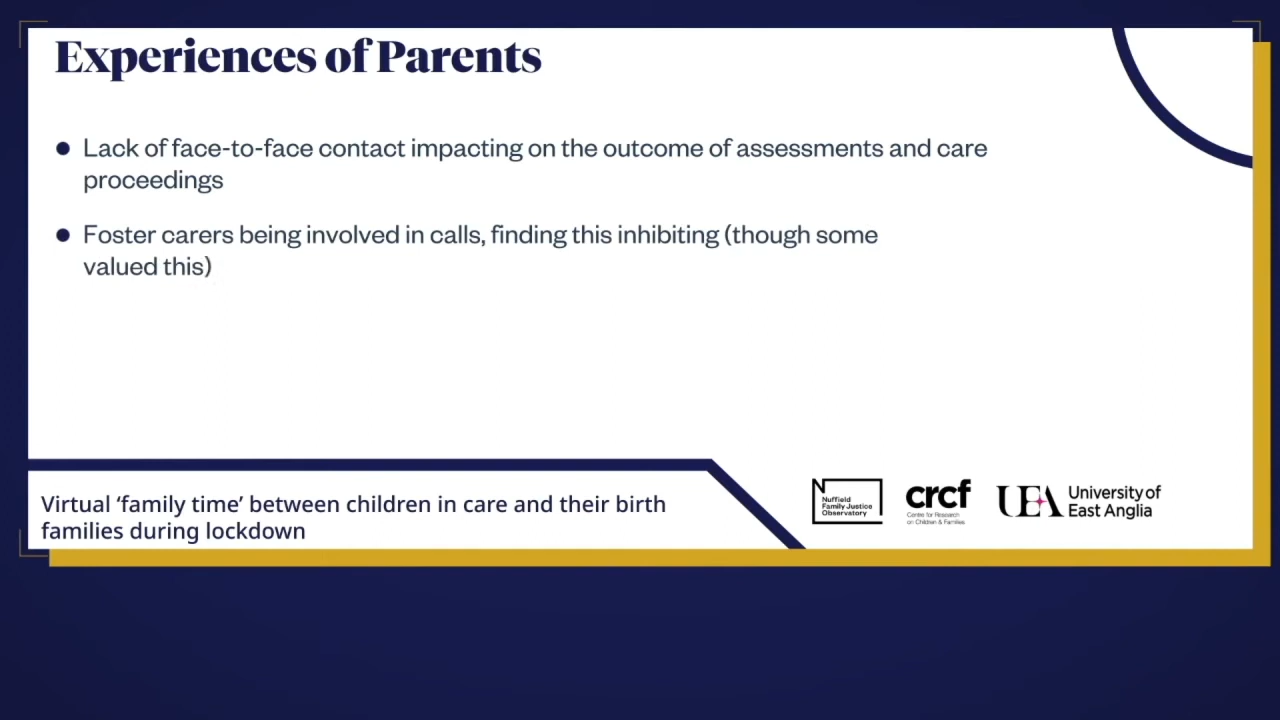 Experiences of Parents
● Lack of face-to-face contact impacting on the outcome of assessments and care
proceedings
● Foster carers being involved in calls, finding this inhibiting (though some
valued this)
Virtual ‘family time’ between children in care and their birth
families during lockdown
N
Nuffield
Family Justice
Observatory
crcf
Centre for Research
on Children & Families
UEA
University of
East Anglia